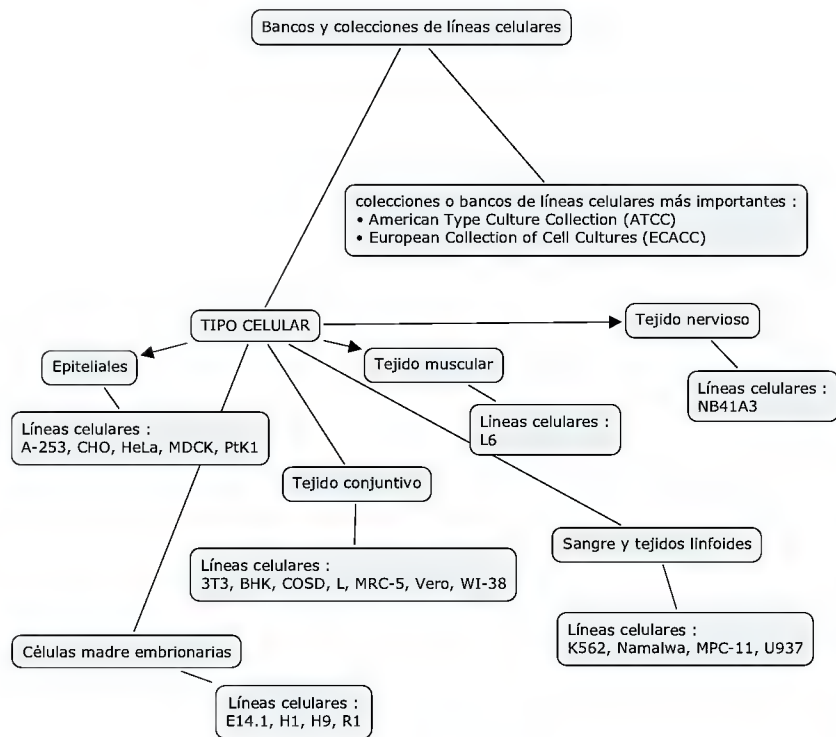 Bancos y colecciones de líneas celulares
colecciones o bancos de líneas celulares más importantes :
• American Type Culture Collection (ATCC)
• European Collection of Cell Cultures (ECACC)
TIPO CELULAR
Tejido nervioso
Líneas celulares :
NB41A3
Epiteliales
Líneas celulares :
A-253, CHO, HeLa, MDCK, PtK1
Tejido muscular
Líneas celulares :
L6
Tejido conjuntivo
Líneas celulares :
3T3, BHK, COSD, L, MRC-5, Vero, WI-38
Sangre y tejidos linfoides
Líneas celulares :
K562, Namalwa, MPC-11, U937
Células madre embrionarias
Líneas celulares :
E14.1, H1, H9, R1